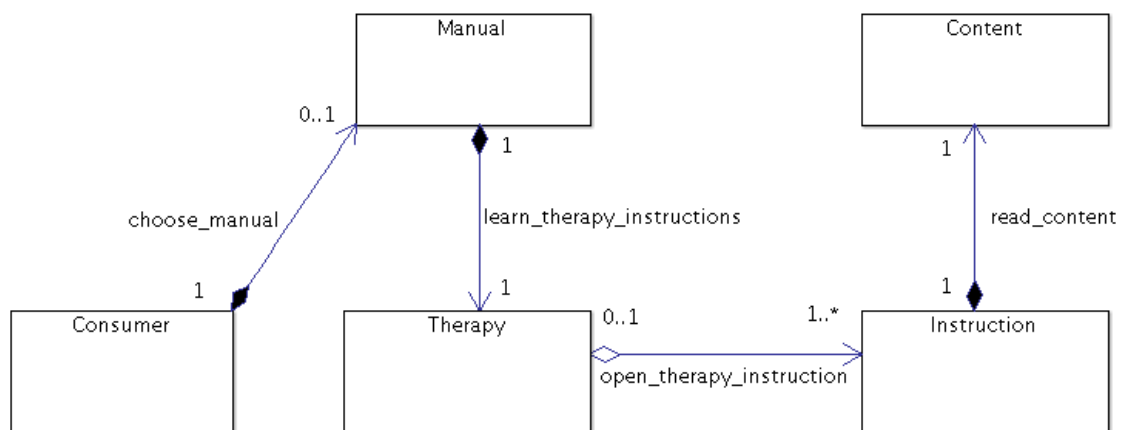 Manual
Content
0..1
1
1
choose_manual
learn_therapy_instructions
read_content
1
1
1
Consumer
Therapy
0..1
1..*
Instruction
open_therapy_instruction